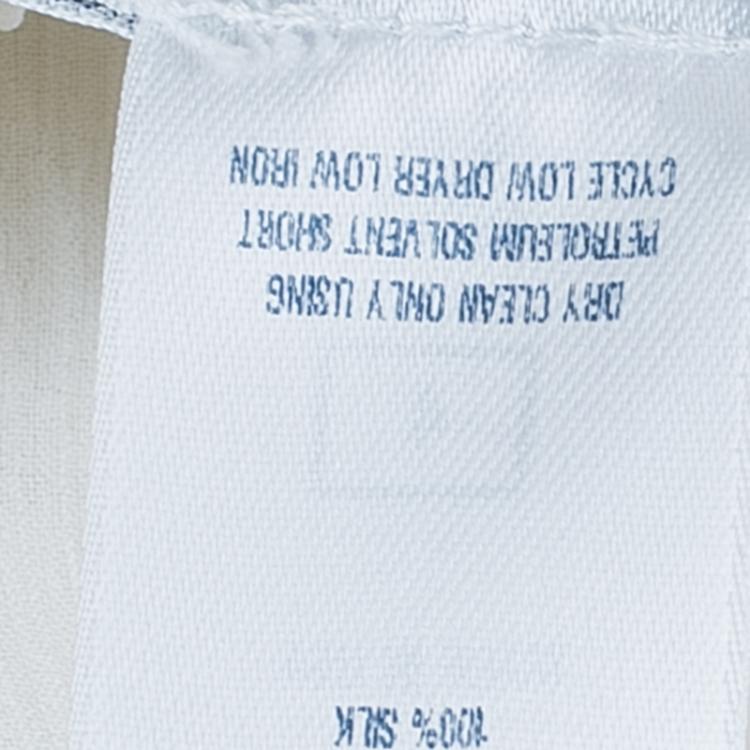 100% SILK
DRY CLEAN ONLY USING
PETROLEUM SOLVENT SHORT
CYCLE LOW DRYER LOW IRON